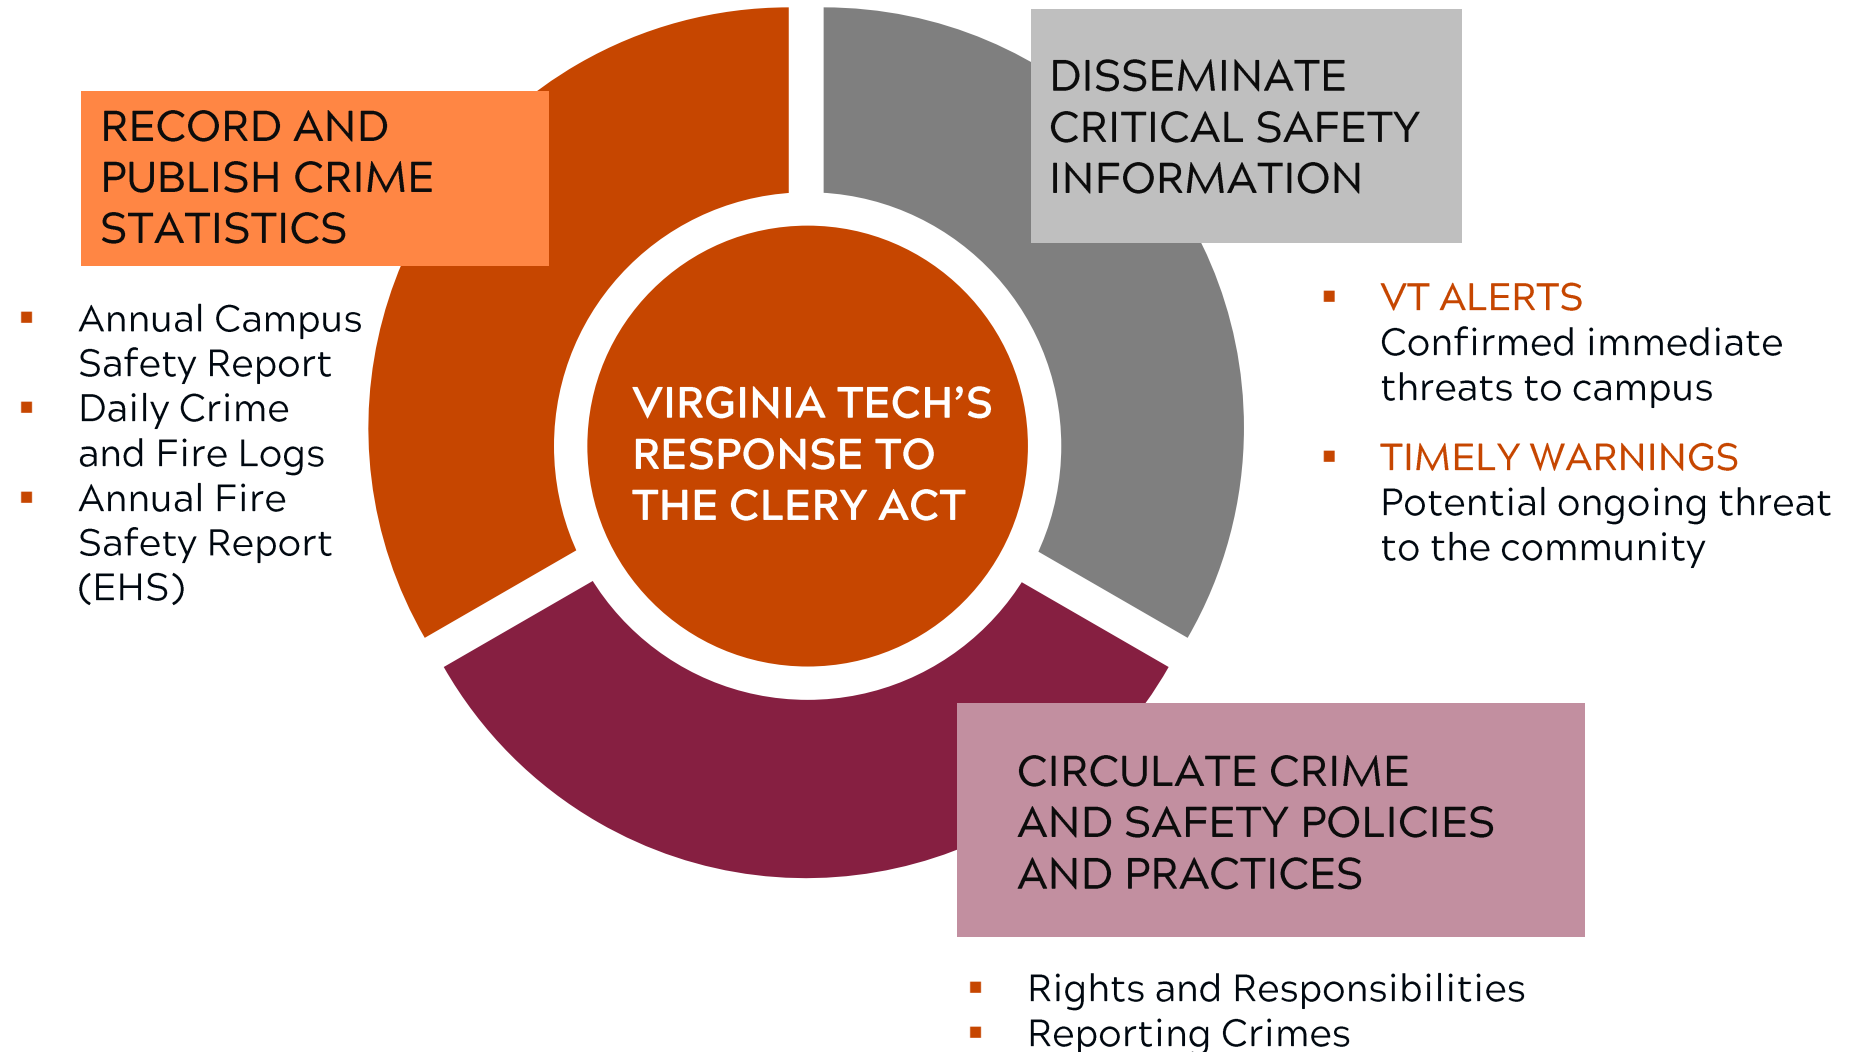 RECORD AND
PUBLISH CRIME
STATISTICS
Annual Campus
Safety Report
Daily Crime
and Fire Logs
Annual Fire
Safety Report
(EHS)
VIRGINIA TECH’S
RESPONSE TO
THE CLERY ACT
DISSEMINATE
CRITICAL SAFETY
INFORMATION
VT ALERTS
Confirmed immediate
threats to campus
TIMELY WARNINGS
Potential ongoing threat
to the community
CIRCULATE CRIME
AND SAFETY POLICIES
AND PRACTICES
Rights and Responsibilities
Reporting Crimes